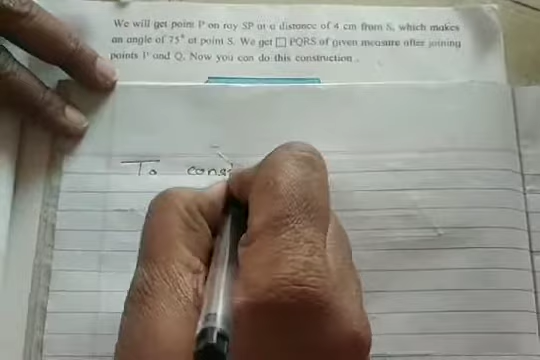 We will get point P on ray SP at a distance of 4 cm from S, which makes
an angle of 75° at point S. We get □ PQRS of given measure after joining
points P and Q. Now you can do this construction.
To cons